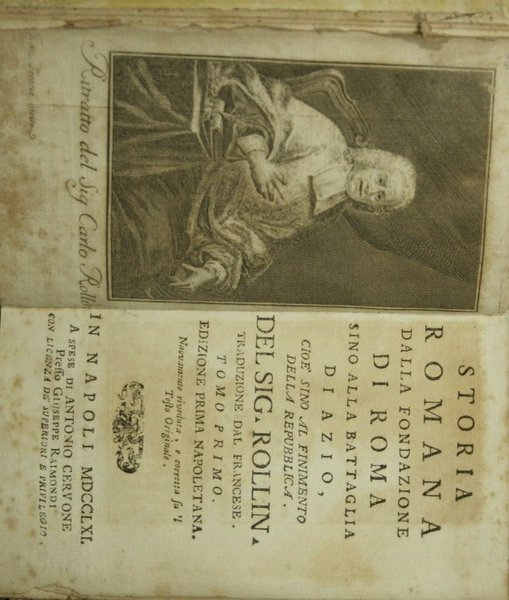 Ritratto del Sig Carlo Rollin
STORIA
ROMANA
DALLA FONDAZIONE
DI ROMA
SINO ALLA BATTAGLIA
DI AZIO,
CIOE' SINO AL FINIMENTO
DELLA REPUBBLICA.
DEL SIG. ROLLIN.
TRADUZIONE DAL FRANCESE.
TOMO PRIMO.
EDIZIONE PRIMA NAPOLETANA.
Nuovamente riveduta, e corretta su 'l
Testo Originale.
IN NAPOLI MDCCLXI.
A SPESE DI ANTONIO CERVONE
Presso GIUSEPPE RAIMONDI
CON LICENZA DE' SUPERIORI E PRIVILEGIO.